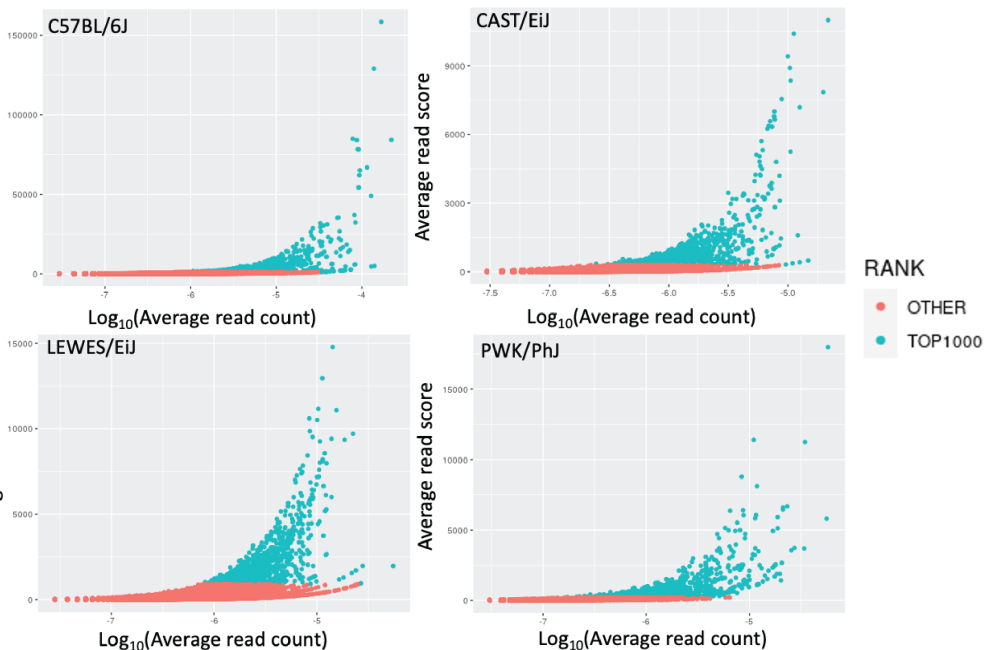 C57BL/6J
150000
100000
50000
0
-7
-6
-5
-4
Log10(Average read count)
CAST/EiJ
Average read score
9000
6000
3000
0
-7.5
-7.0
-6.5
-6.0
-5.5
-5.0
Log10(Average read count)
LEWES/EiJ
15000
10000
5000
0
-7
-6
-5
Log10(Average read count)
PWK/PhJ
Average read score
15000
10000
5000
0
-7
-6
-5
Log10(Average read count)
RANK
OTHER
TOP1000